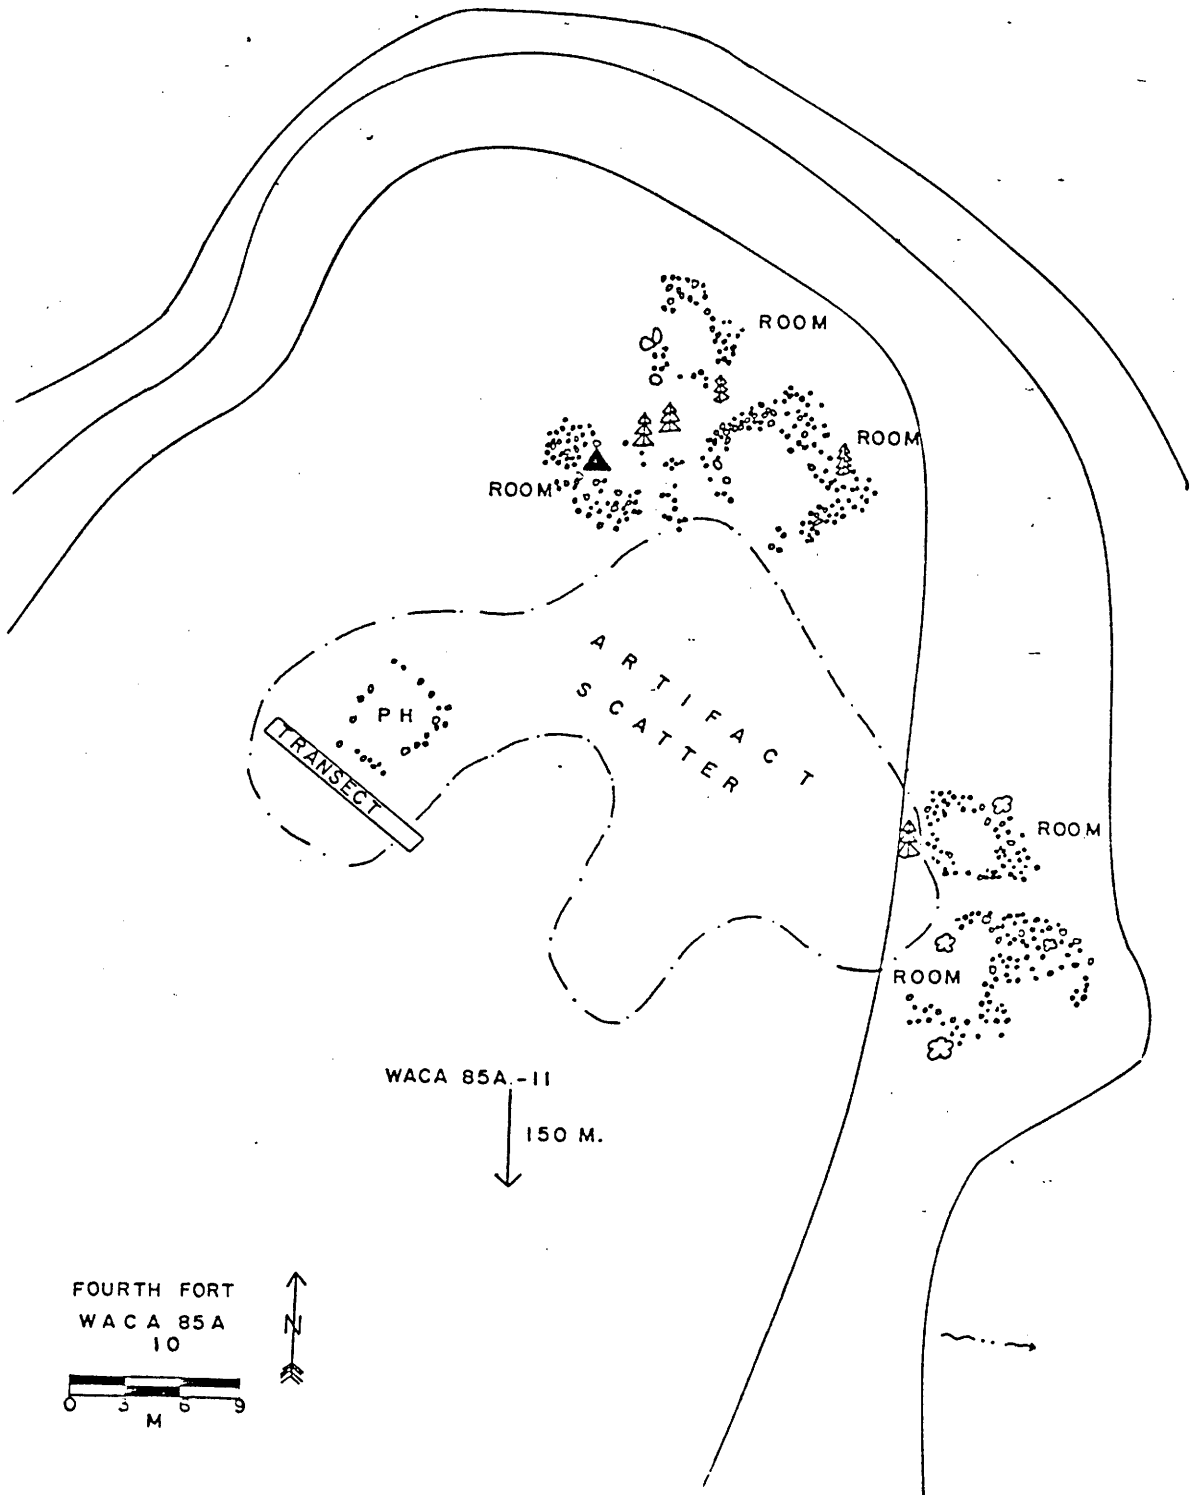 ROOM
ROOM
ROOM
ARTIFACT
SCATTER
PH
TRANSECT
ROOM
ROOM
WACA 85A-11
150 M.
FOURTH FORT
WACA 85A
10
N
0 3 6 9
M